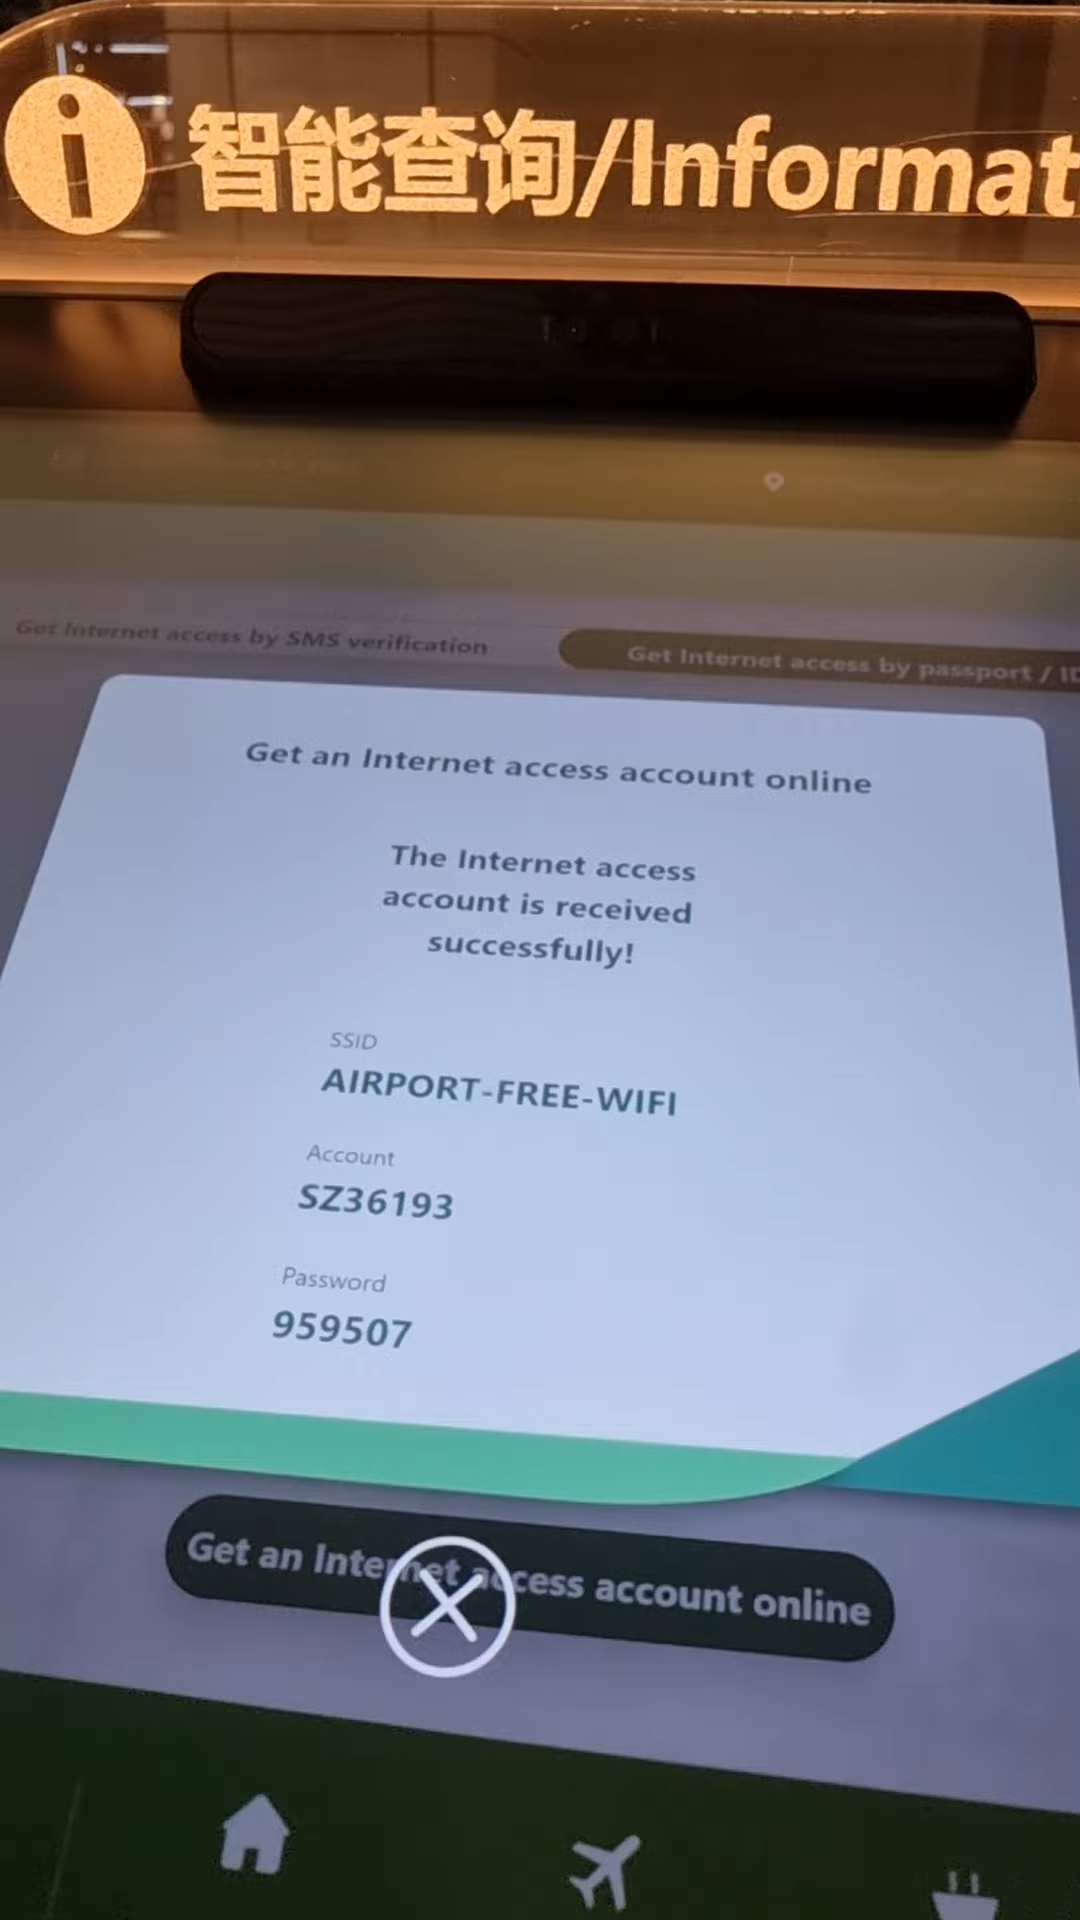 智能查询/Informat
Get Internet access by SMS verification
Get Internet access by passport / ID
Get an Internet access account online
The Internet access
account is received
successfully!
SSID
AIRPORT-FREE-WIFI
Account
SZ36193
Password
959507
Get an Internet access account online